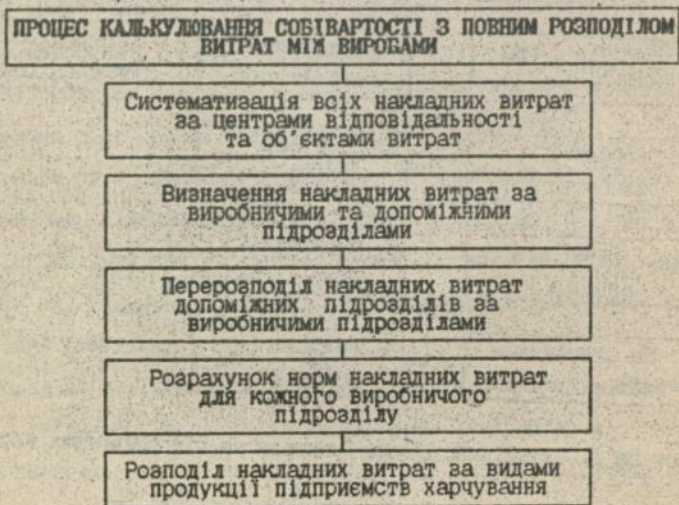 ПРОЦЕС КАЛЬКУЛЮВАННЯ СОБІВАРТОСТІ З ПОВНИМ РОЗПОДІЛОМ
ВИТРАТ МІЖ ВИРОБАМИ
Систематизація всіх накладних витрат
за центрами відповідальності
та об'єктами витрат
Визначення накладних витрат за
виробничими та допоміжними
підрозділами
Перерозподіл накладних витрат
допоміжних підрозділів за
виробничими підрозділами
Розрахунок норм накладних витрат
для кожного виробничого
підрозділу
Розподіл накладних витрат за видами
продукції підприємств харчування